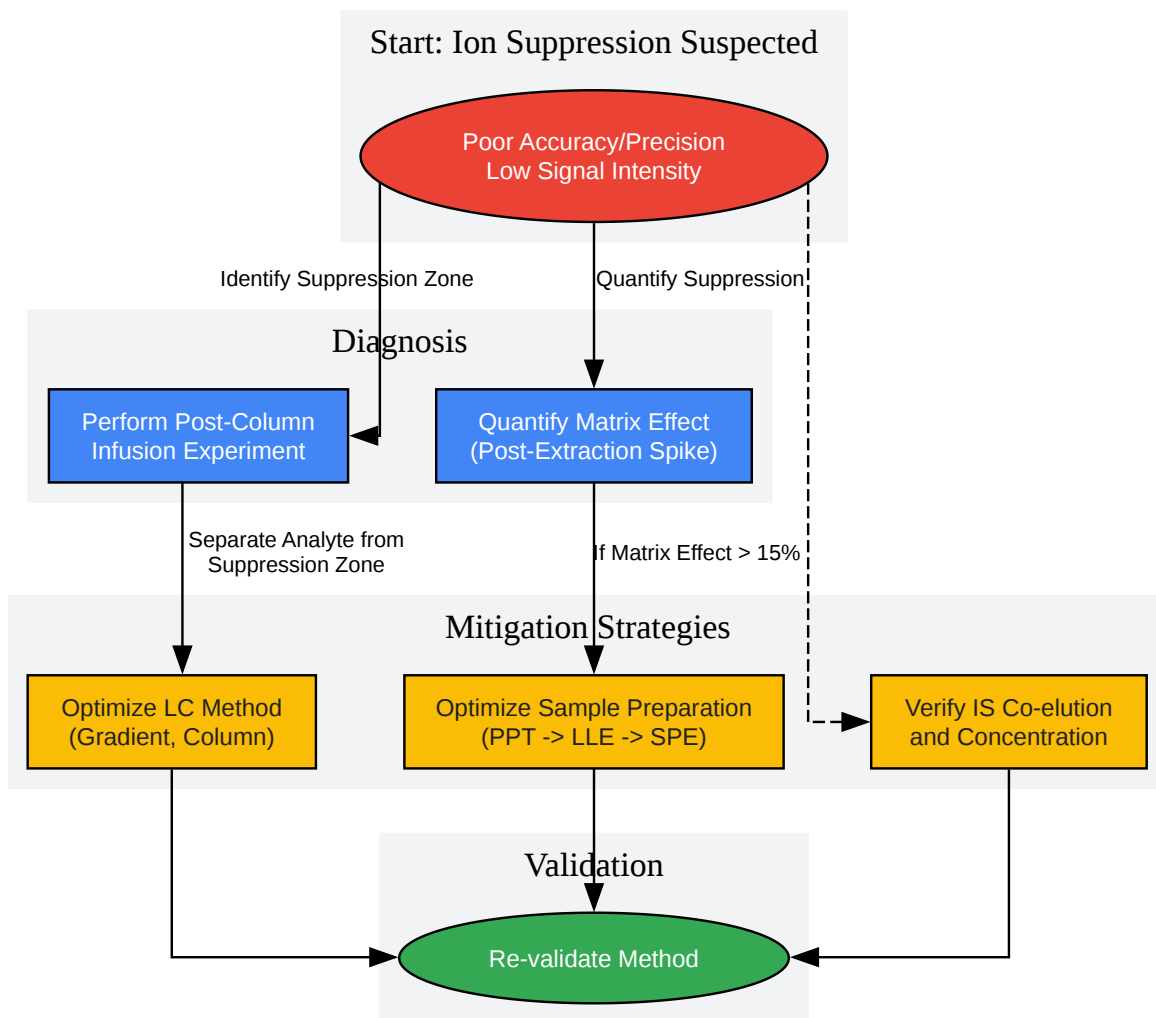 Start: Ion Suppression Suspected
Poor Accuracy/Precision
Low Signal Intensity
Identify Suppression Zone
Quantify Suppression
Diagnosis
Perform Post-Column
Infusion Experiment
Quantify Matrix Effect
(Post-Extraction Spike)
Separate Analyte from
Suppression Zone
If Matrix Effect > 15%
Mitigation Strategies
Optimize LC Method
(Gradient, Column)
Optimize Sample Preparation
(PPT -> LLE -> SPE)
Verify IS Co-elution
and Concentration
Validation
Re-validate Method